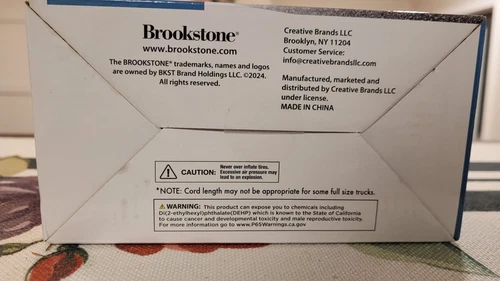 Brookstone®
www.brookstone.com
The BROOKSTONE® trademarks, names and logos
are owned by BKST Brand Holdings LLC. ©2024.
All rights reserved.
Creative Brands LLC
Brooklyn, NY 11204
Customer Service:
info@creativebrandsllc.com
Manufactured, marketed and
distributed by Creative Brands LLC
under license.
MADE IN CHINA
CAUTION: Never over inflate tires.
Excessive air pressure may
lead to an explosion.
*NOTE: Cord length may not be appropriate for some full size trucks.
WARNING: This product can expose you to chemicals including
Di(2-ethylhexyl)phthalate(DEHP) which is known to the State of California
to cause cancer and developmental toxicity and male reproductive toxicity.
For more information go to www.P65Warnings.ca.gov